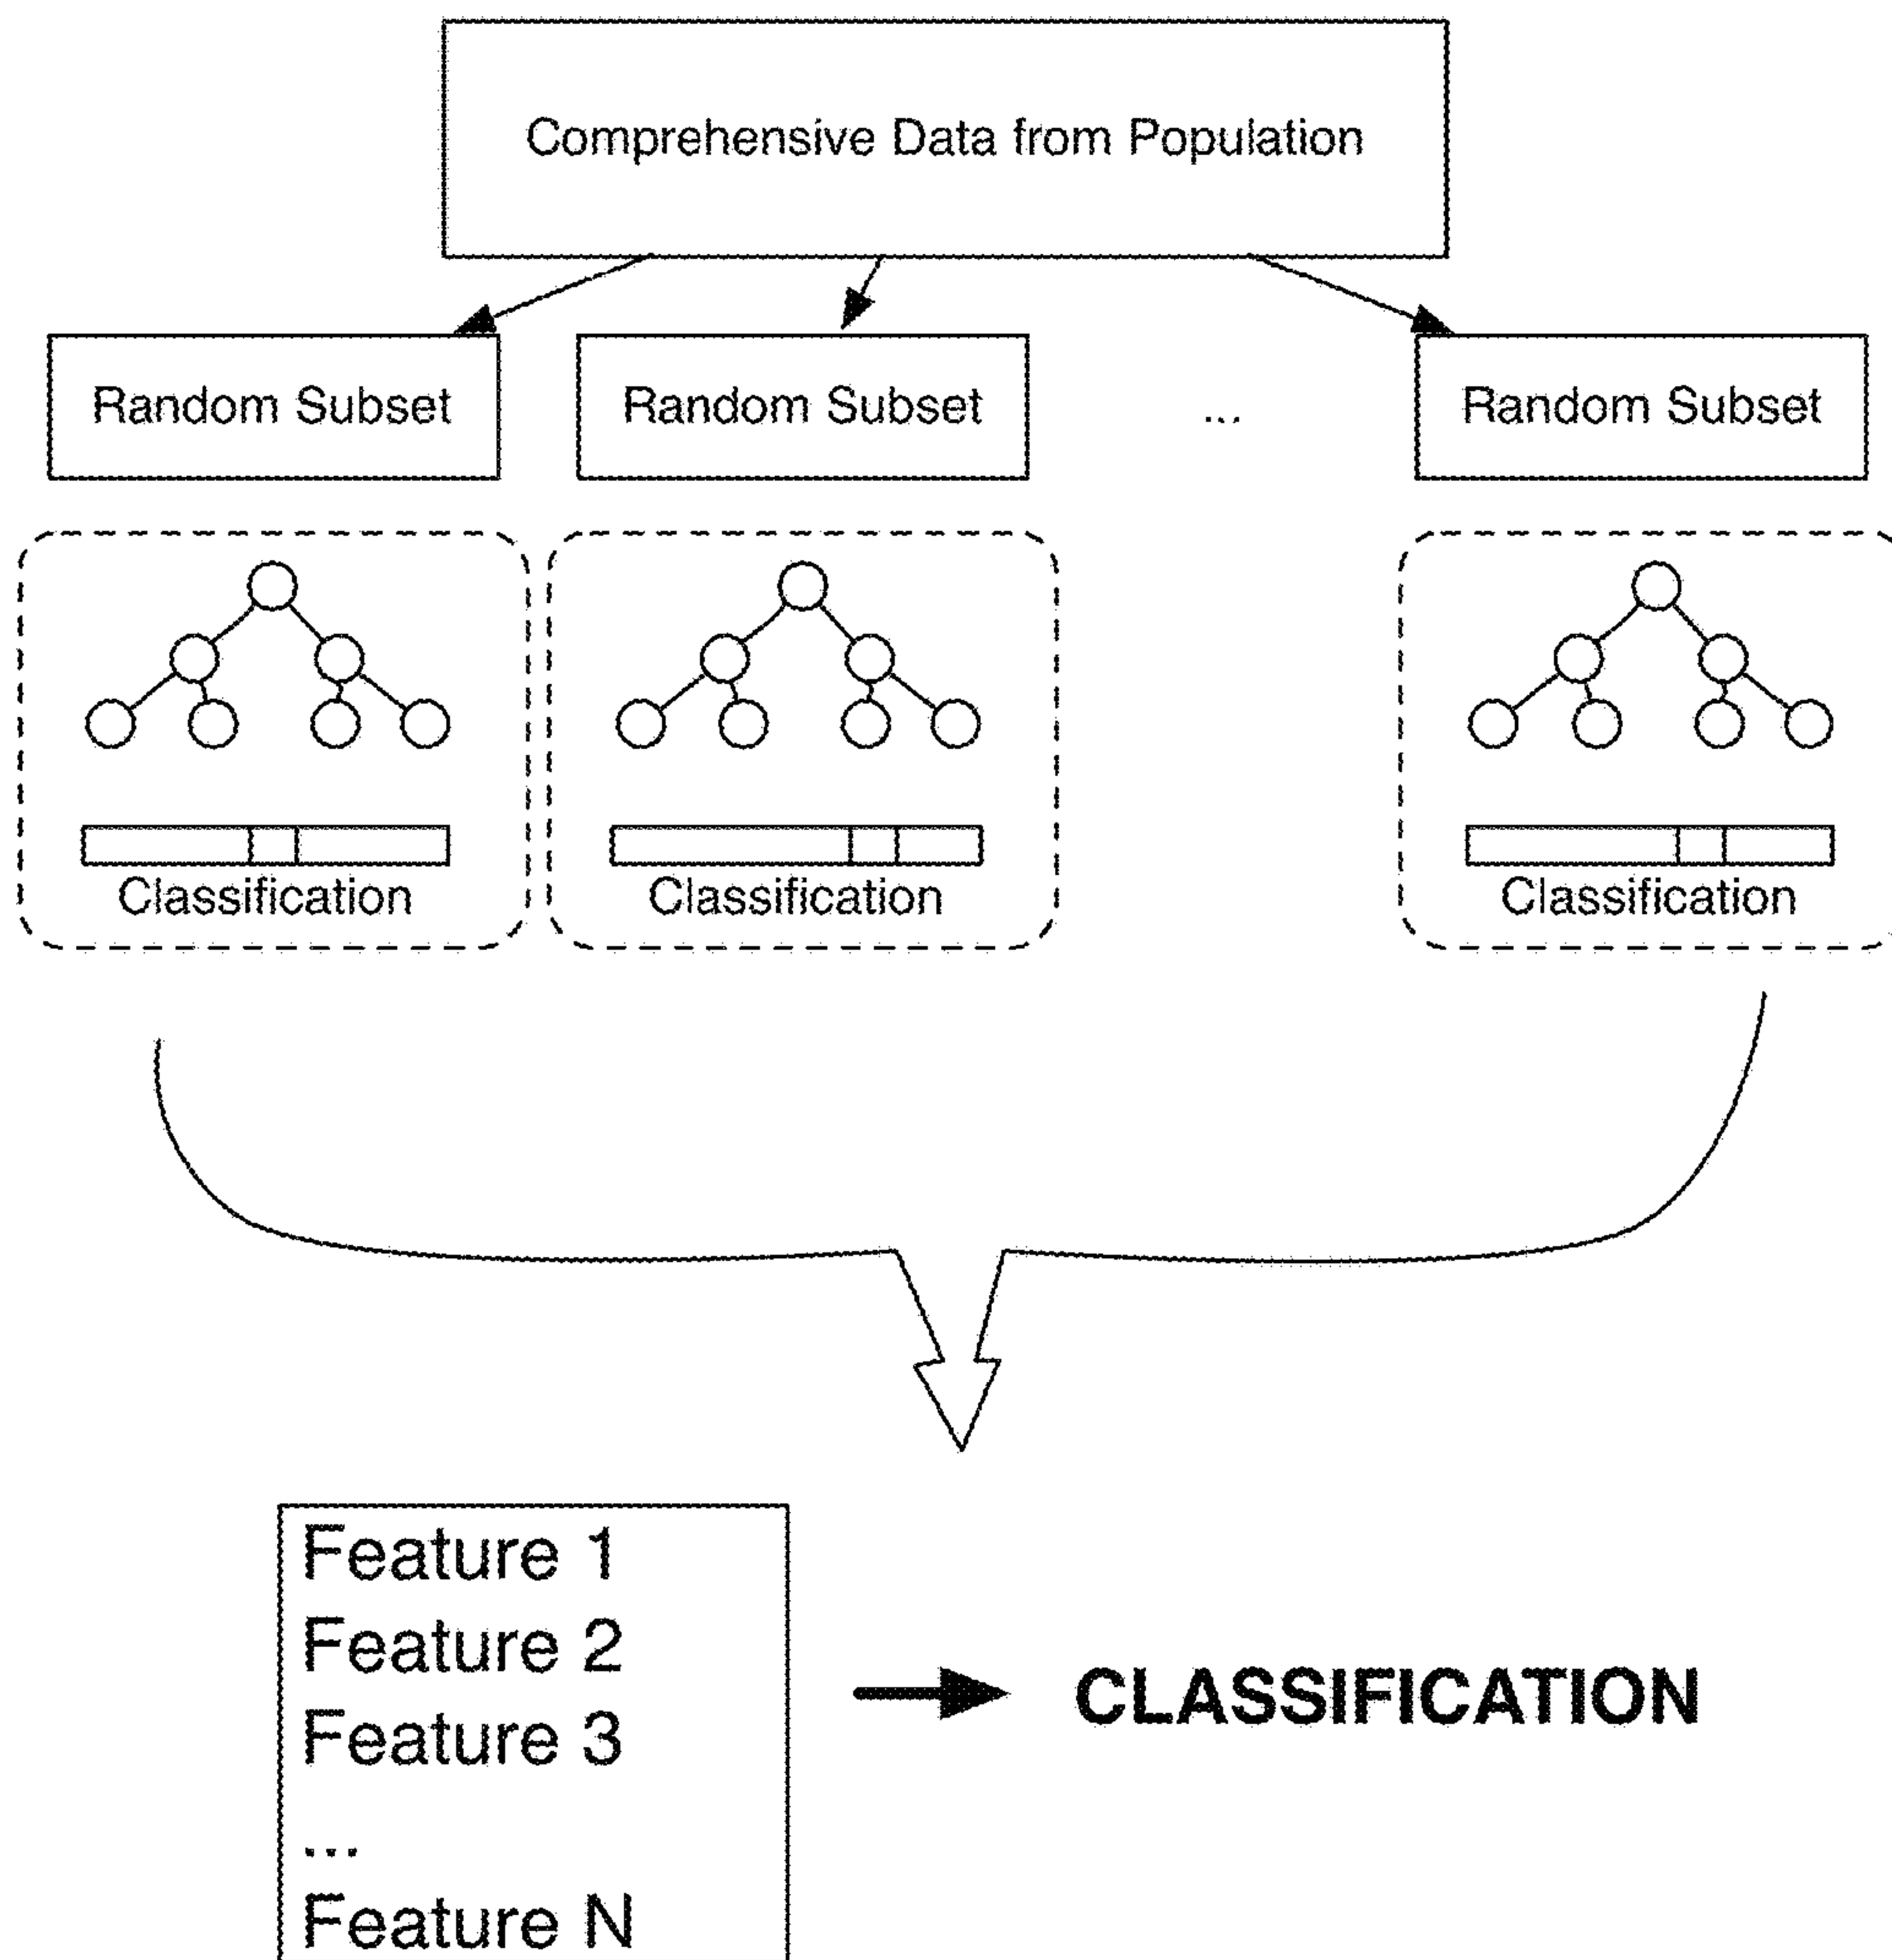 Comprehensive Data from Population
Random Subset Random Subset ... Random Subset
Classification Classification Classification
Feature 1
Feature 2
Feature 3
...
Feature N
CLASSIFICATION